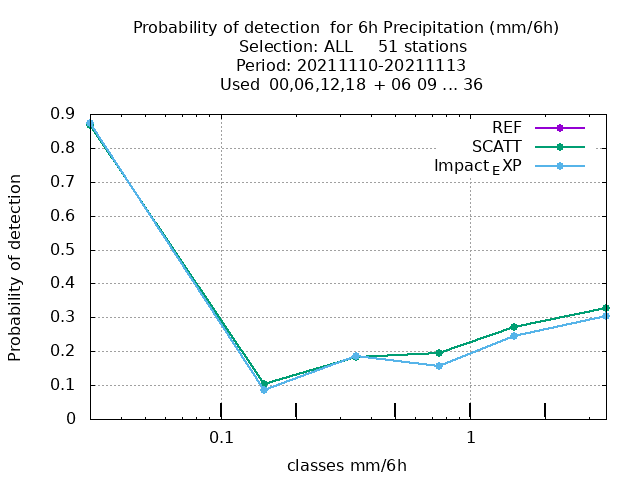 Probability of detection for 6h Precipitation (mm/6h)
Selection: ALL 51 stations
Period: 20211110-20211113
Used 00,06,12,18 + 06 09 ... 36
REF
SCATT
Impact_EXP
Probability of detection
0.9
0.8
0.7
0.6
0.5
0.4
0.3
0.2
0.1
0
0.1 1
classes mm/6h